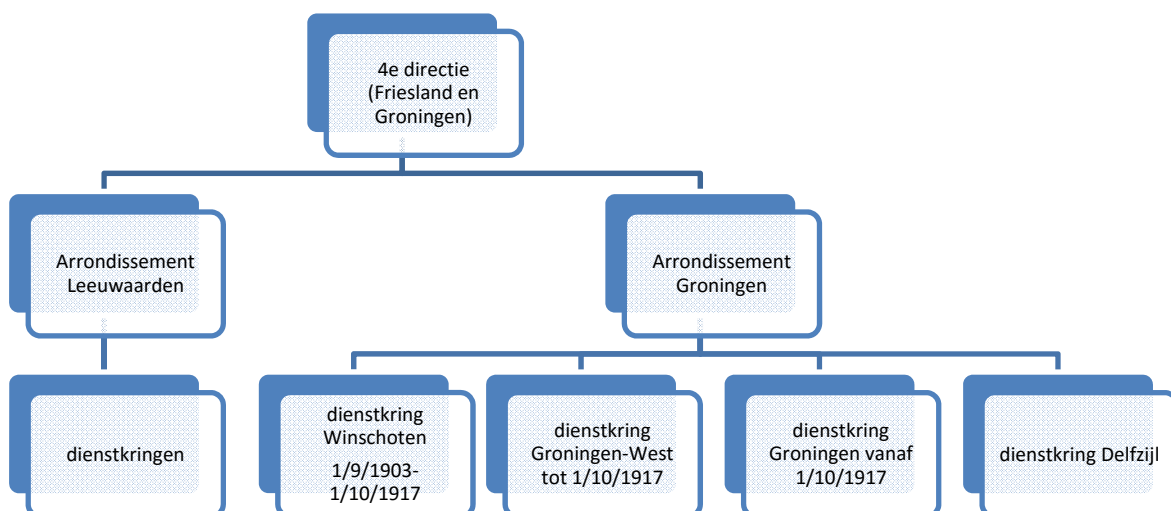 4e directie
(Friesland en
Groningen)
Arrondissement
Leeuwaarden
Arrondissement
Groningen
dienstkringen
dienstkring
Winschoten
1/9/1903-
1/10/1917
dienstkring
Groningen-West
tot 1/10/1917
dienstkring
Groningen vanaf
1/10/1917
dienstkring Delfzijl